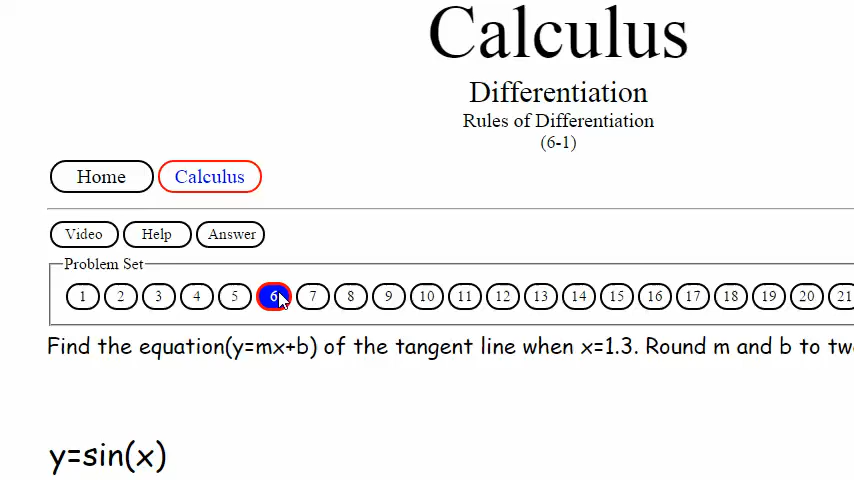 Calculus
Differentiation
Rules of Differentiation
(6-1)
Home Calculus
Video Help Answer
Problem Set
1 2 3 4 5 6 7 8 9 10 11 12 13 14 15 16 17 18 19 20 21
Find the equation(y=mx+b) of the tangent line when x=1.3. Round m and b to
y=sin(x)